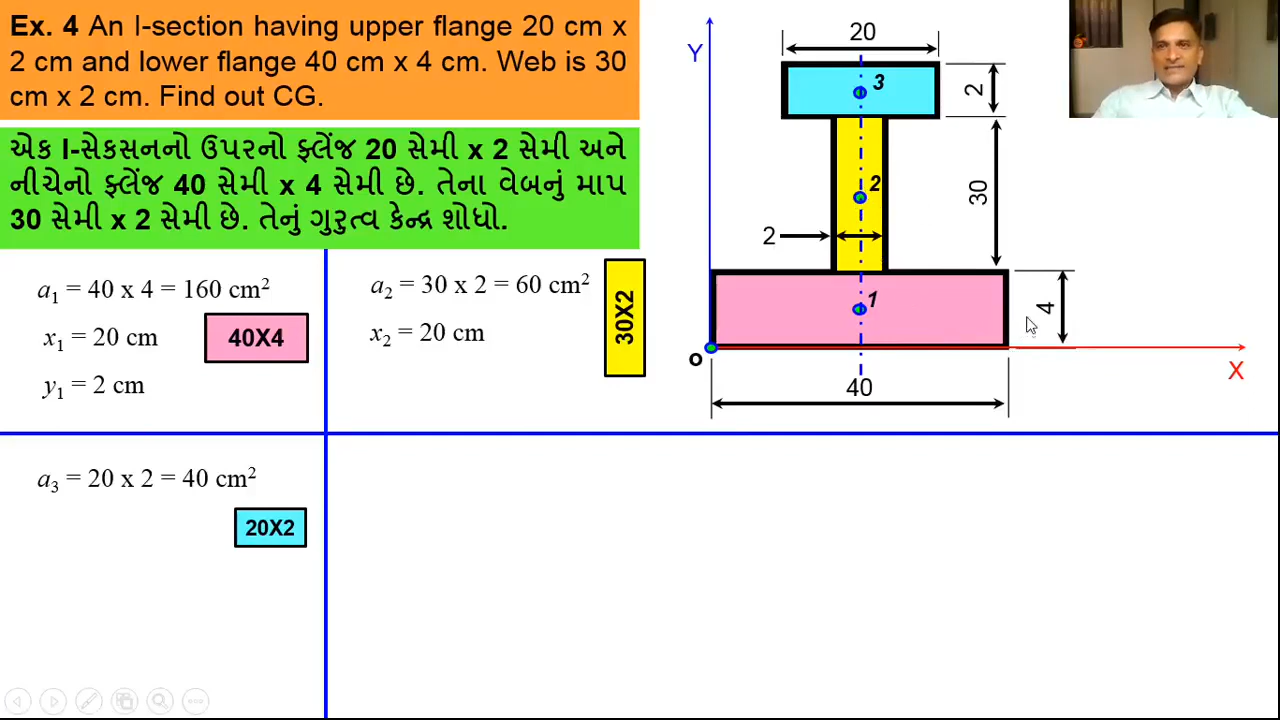 Ex. 4 An I-section having upper flange 20 cm x
2 cm and lower flange 40 cm x 4 cm. Web is 30
cm x 2 cm. Find out CG.
એક I-સેકસનનો ઉપરનો ફ્લેંજ 20 સેમી x 2 સેમી અને
નીચેનો ફ્લેંજ 40 સેમી x 4 સેમી છે. તેના વેબનું માપ
30 સેમી x 2 સેમી છે. તેનું ગુરુત્વ કેન્દ્ર શોધો.
a₁ = 40 x 4 = 160 cm²
x₁ = 20 cm
40X4
y₁ = 2 cm
a₂ = 30 x 2 = 60 cm²
x₂ = 20 cm
30X2
a₃ = 20 x 2 = 40 cm²
20X2
Y
20
3
2
2
30
2
1
4
o
X
40